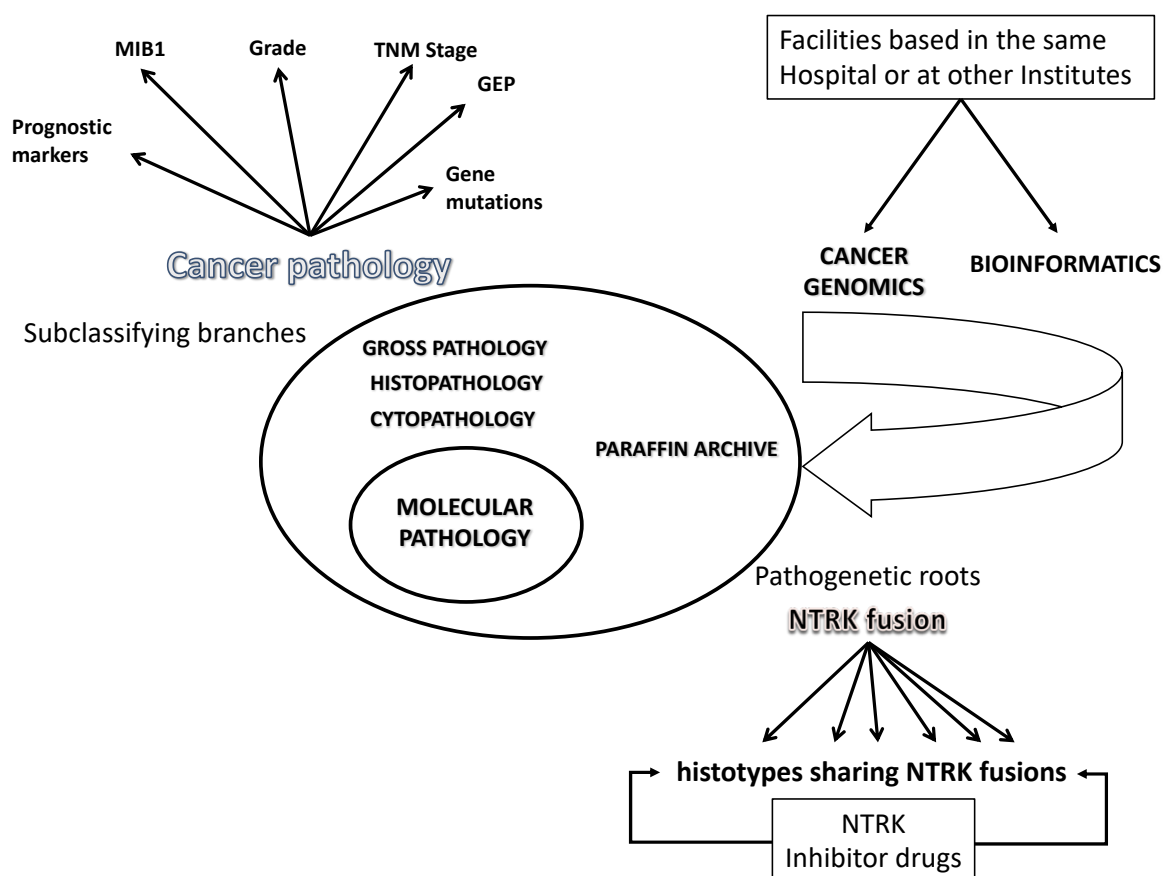 MIB1
Grade
TNM Stage
GEP
Prognostic
markers
Gene
mutations
Cancer pathology
Subclassifying branches
Facilities based in the same
Hospital or at other Institutes
CANCER
GENOMICS
BIOINFORMATICS
GROSS PATHOLOGY
HISTOPATHOLOGY
CYTOPATHOLOGY
PARAFFIN ARCHIVE
MOLECULAR
PATHOLOGY
Pathogenetic roots
NTRK fusion
histotypes sharing NTRK fusions
NTRK
Inhibitor drugs